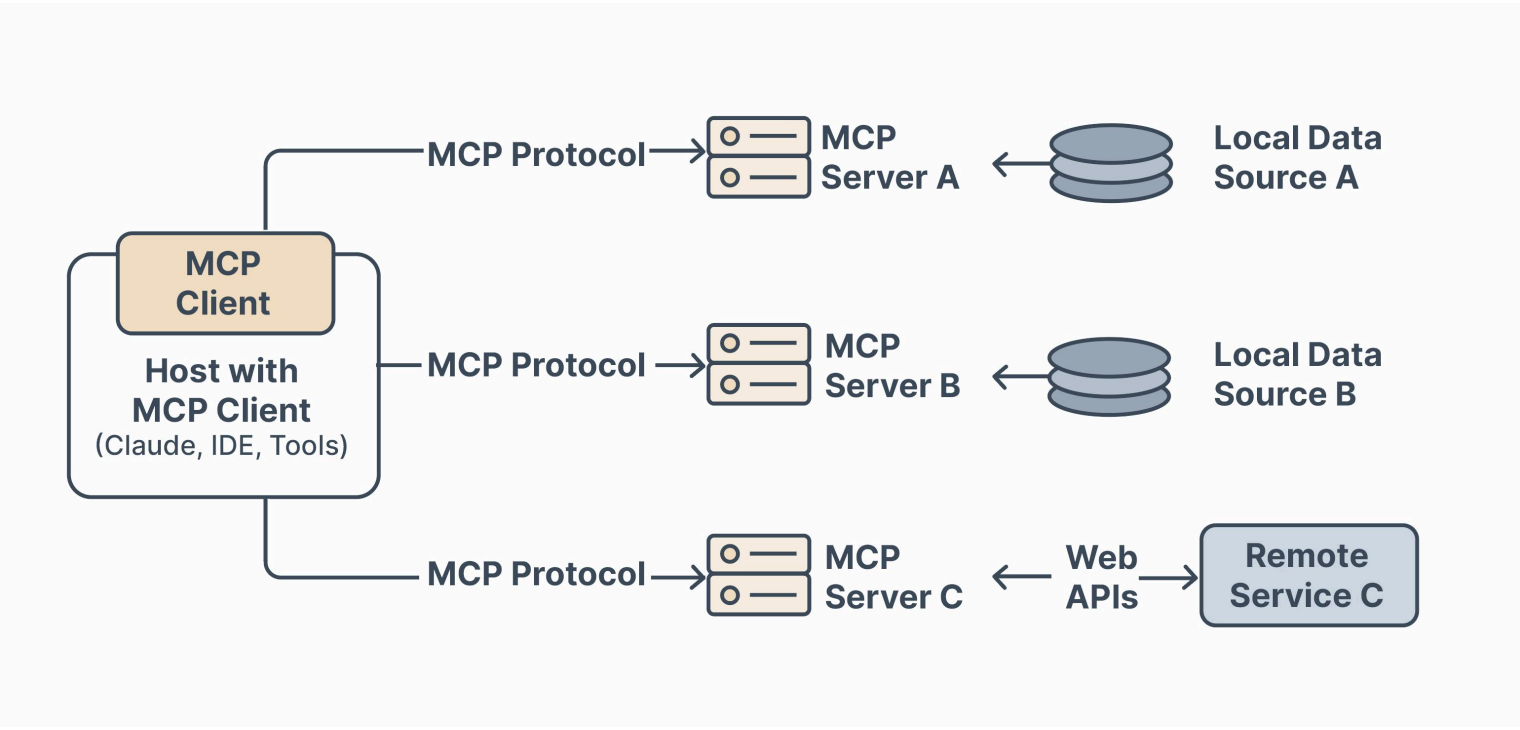 MCP Protocol
MCP
Server A
Local Data
Source A
MCP
Client
Host with
MCP Client
(Claude, IDE, Tools)
MCP Protocol
MCP
Server B
Local Data
Source B
MCP Protocol
MCP
Server C
Web
APIs
Remote
Service C